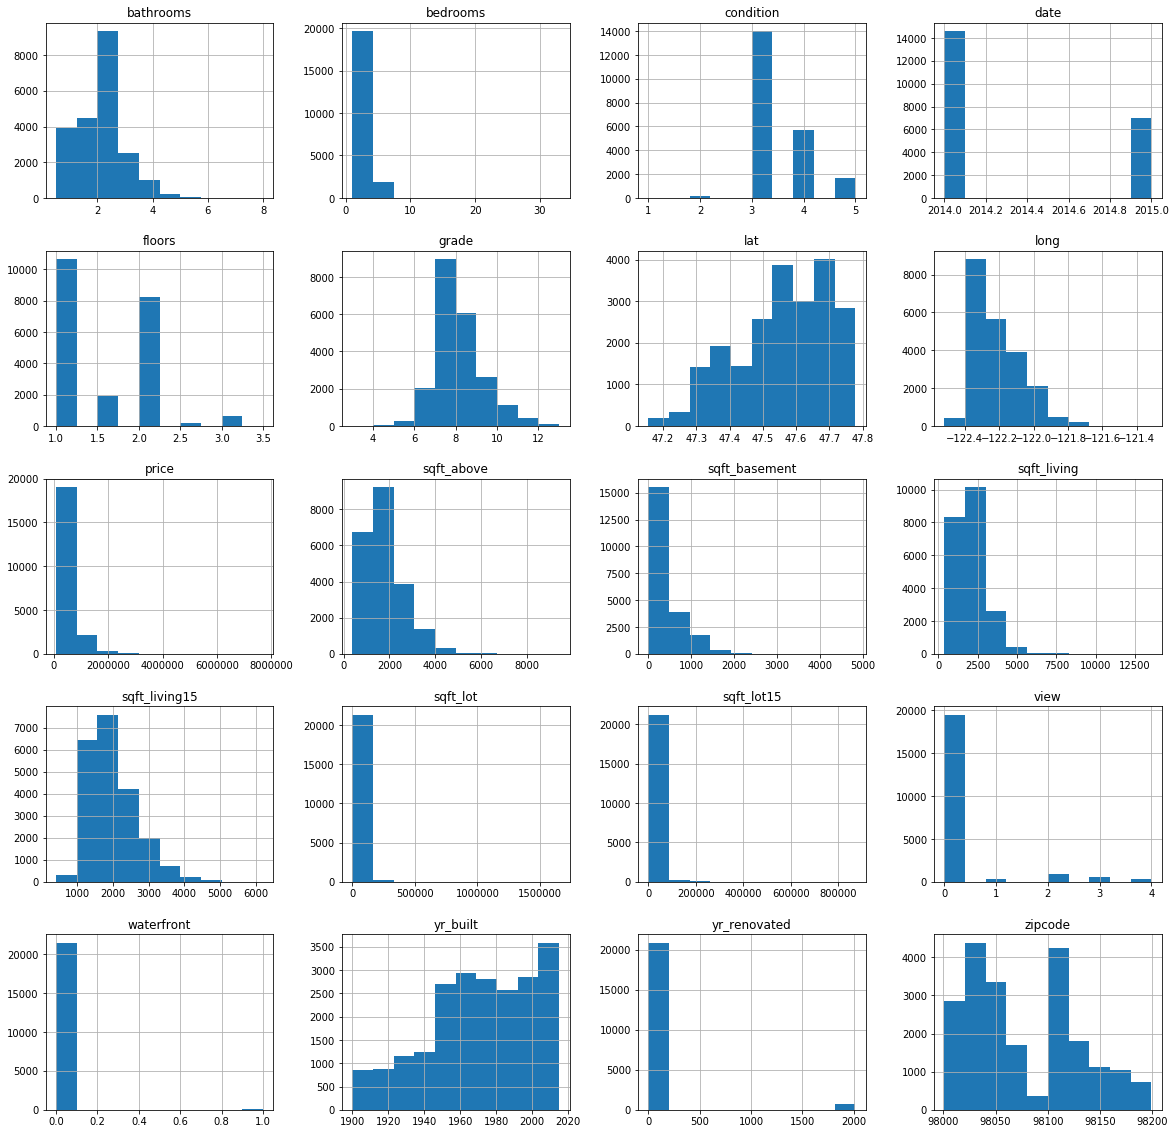 bathrooms bedrooms condition date
8000 6000 4000 2000 0
2 4 6 8
20000 15000 10000 5000 0
0 10 20 30
14000 12000 10000 8000 6000 4000 2000 0
1 2 3 4 5
14000 12000 10000 8000 6000 4000 2000 0
2014.0 2014.2 2014.4 2014.6 2014.8 2015.0
floors grade lat long
10000 8000 6000 4000 2000 0
1.0 1.5 2.0 2.5 3.0 3.5
8000 6000 4000 2000 0
4 6 8 10 12
4000 3000 2000 1000 0
47.2 47.3 47.4 47.5 47.6 47.7 47.8
8000 6000 4000 2000 0
−122.4 −122.2 −122.0 −121.8 −121.6 −121.4
price sqft_above sqft_basement sqft_living
20000 15000 10000 5000 0
0 2000000 4000000 6000000 8000000
8000 6000 4000 2000 0
0 2000 4000 6000 8000
15000 12500 10000 7500 5000 2500 0
0 1000 2000 3000 4000 5000
10000 8000 6000 4000 2000 0
0 2500 5000 7500 10000 12500
sqft_living15 sqft_lot sqft_lot15 view
7000 6000 5000 4000 3000 2000 1000 0
1000 2000 3000 4000 5000 6000
20000 15000 10000 5000 0
0 500000 1000000 1500000
20000 15000 10000 5000 0
0 200000 400000 600000 800000
20000 15000 10000 5000 0
0 1 2 3 4
waterfront yr_built yr_renovated zipcode
20000 15000 10000 5000 0
0.0 0.2 0.4 0.6 0.8 1.0
3500 3000 2500 2000 1500 1000 500 0
1900 1920 1940 1960 1980 2000 2020
20000 15000 10000 5000 0
0 500 1000 1500 2000
4000 3000 2000 1000 0
98000 98050 98100 98150 98200